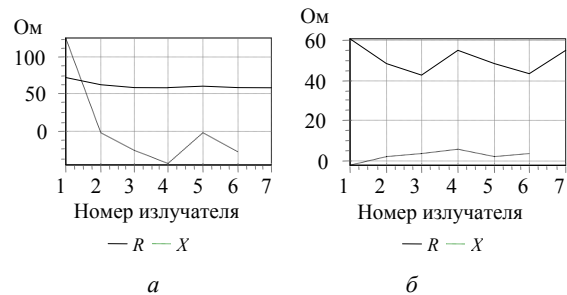 Ом
100
50
0
1 2 3 4 5 6 7
Номер излучателя
R X
а
Ом
60
40
20
0
1 2 3 4 5 6 7
Номер излучателя
R X
б